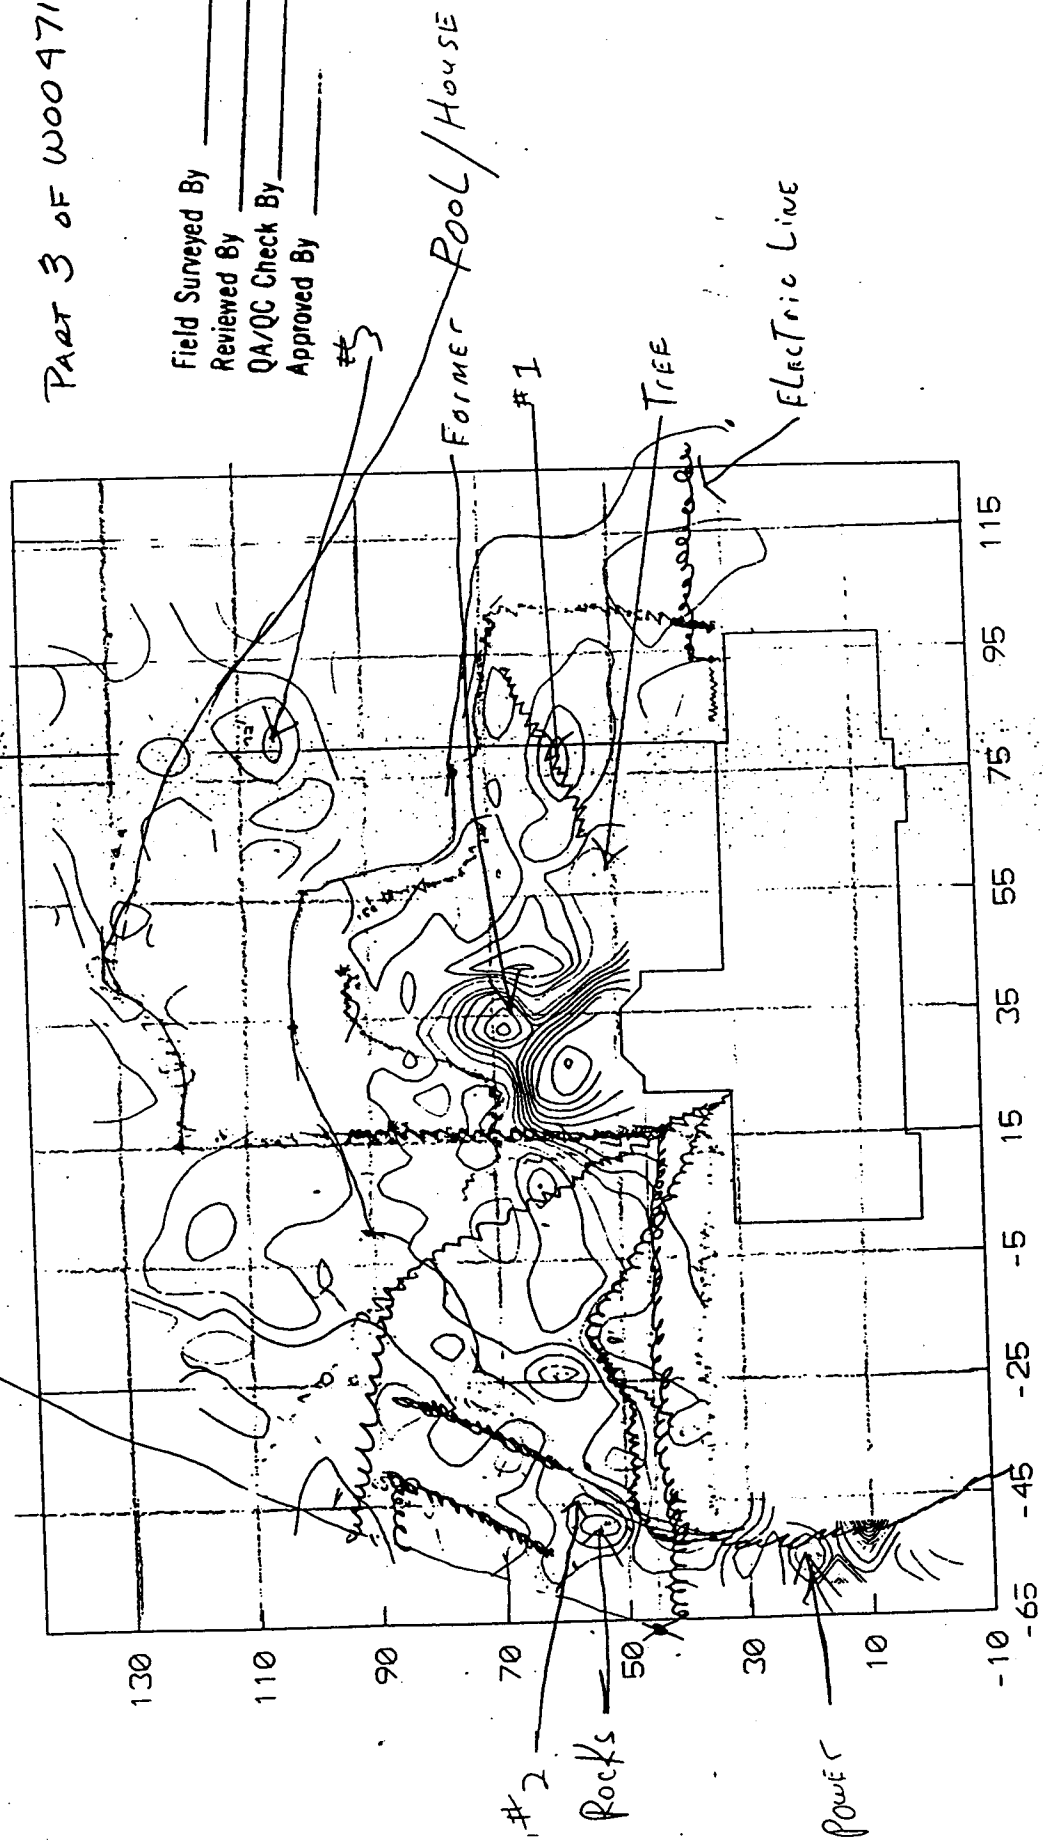 PART 3 OF W00471
Field Surveyed By
Reviewed By
QA/QC Check By
Approved By
#3
Former Pool/House
#1
Tree
Electric Line
#2
Rocks
Power
130
110
90
70
50
30
10
-10
-65
-45
-25
-5
15
35
55
75
95
115